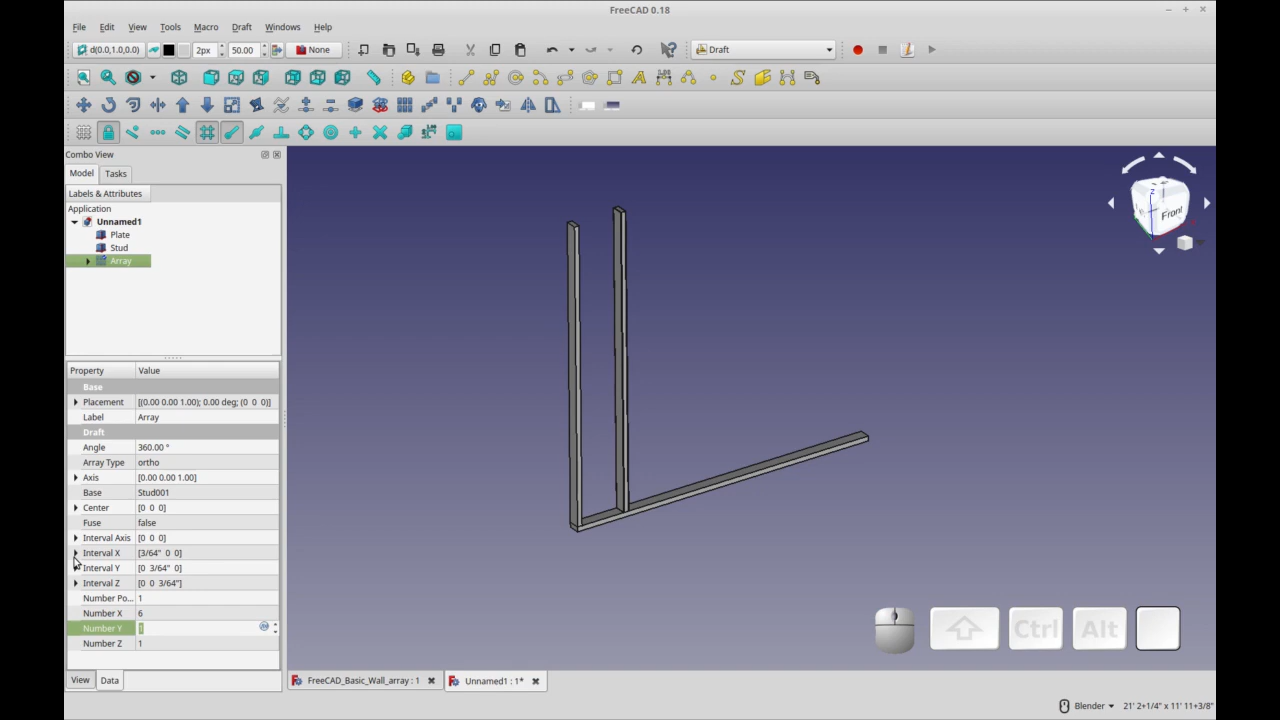 FreeCAD 0.18
File Edit View Tools Macro Draft Windows Help
d(0.0,1.0,0.0) 2px 50.00 None Draft
Combo View
Model Tasks
Labels & Attributes
Application
Unnamed1
Plate
Stud
Array
Property Value
Base
Placement [(0.00 0.00 1.00); 0.00 deg; (0 0 0)]
Label Array
Draft
Angle 360.00 °
Array Type ortho
Axis [0.00 0.00 1.00]
Base Stud001
Center [0 0 0]
Fuse false
Interval Axis [0 0 0]
Interval X [3/64" 0 0]
Interval Y [0 3/64" 0]
Interval Z [0 0 3/64"]
Number Po... 1
Number X 6
Number Y 1
Number Z 1
View Data
Front
Z
Ctrl Alt
FreeCAD_Basic_Wall_array : 1 Unnamed1 : 1*
Blender 21' 2+1/4" x 11' 11+3/8"